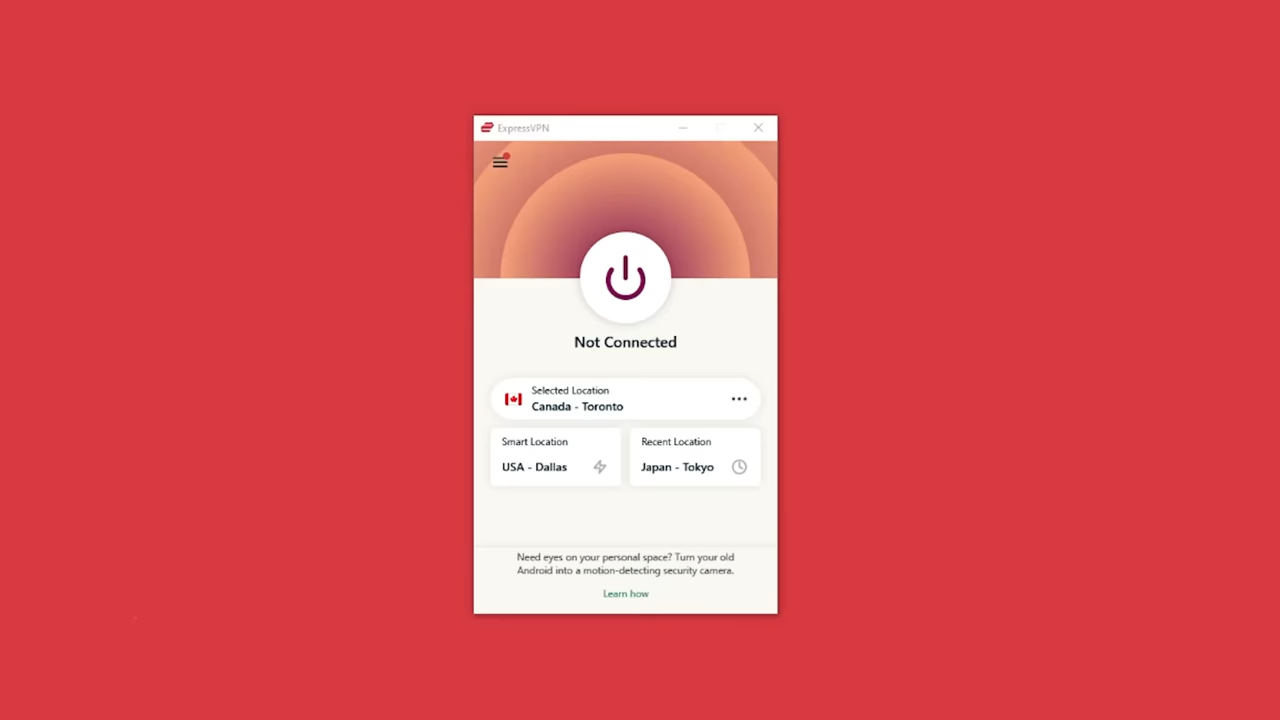 ExpressVPN
Not Connected
Selected Location
Canada - Toronto
Smart Location
USA - Dallas
Recent Location
Japan - Tokyo
Need eyes on your personal space? Turn your old
Android into a motion-detecting security camera.
Learn how